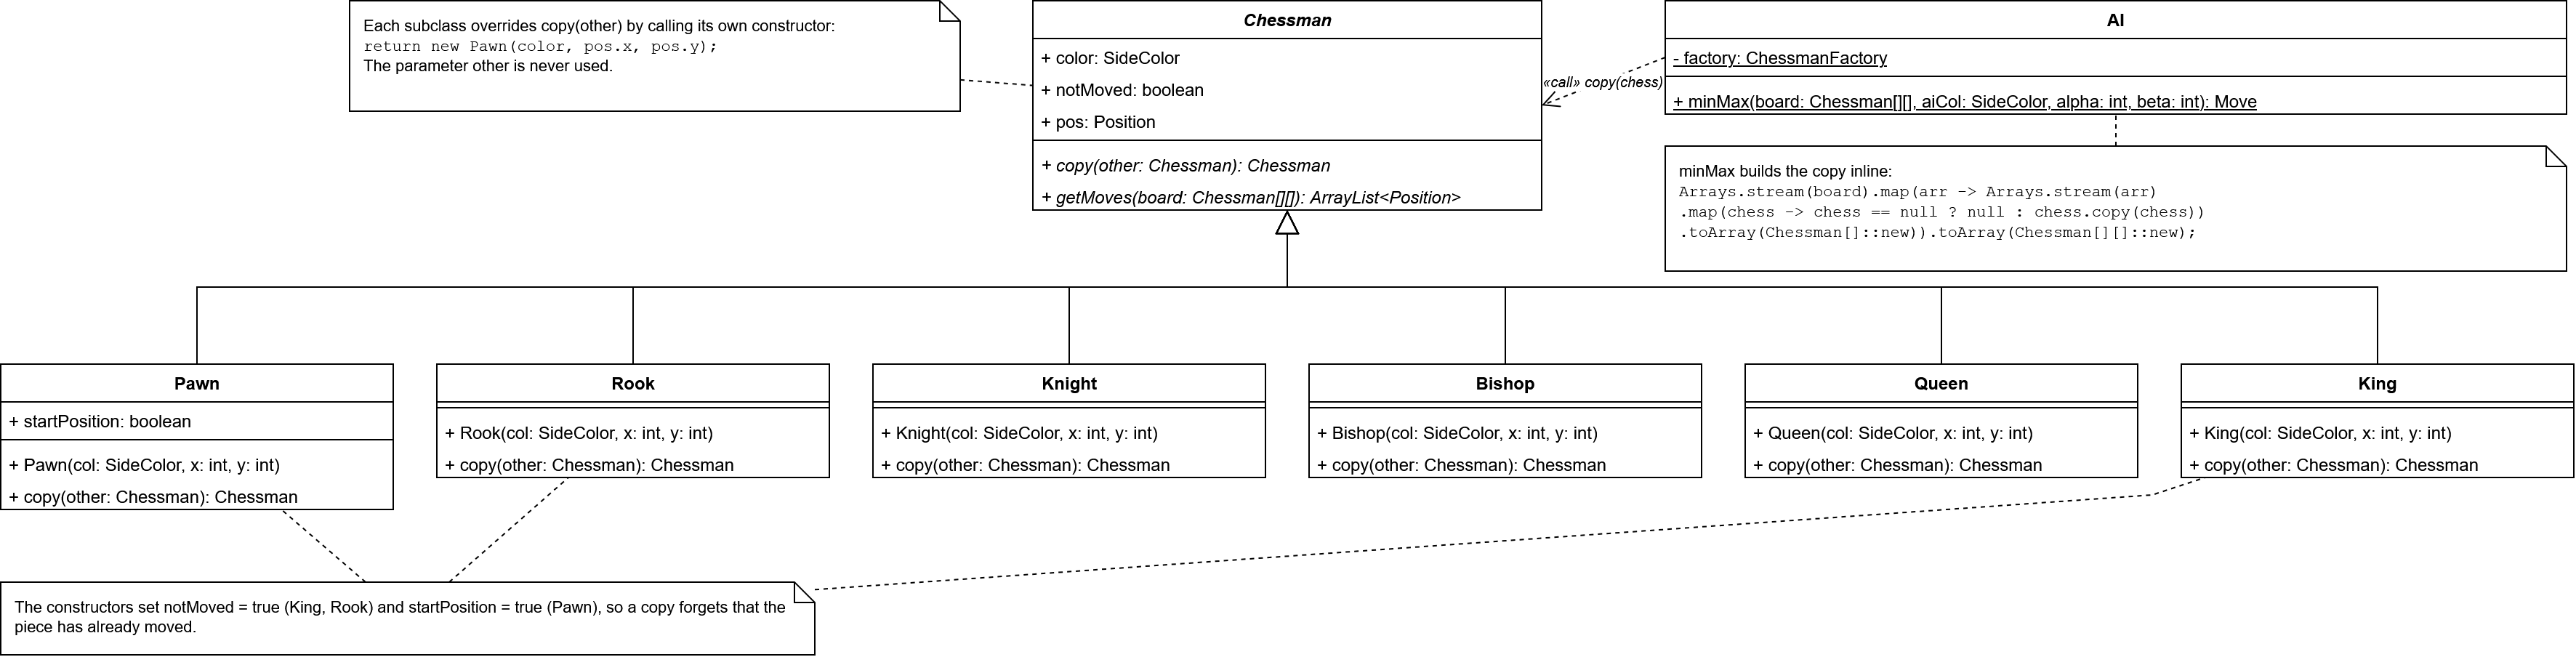 Each subclass overrides copy(other) by calling its own constructor:
return new Pawn(color, pos.x, pos.y);
The parameter other is never used.
Chessman
+ color: SideColor
+ notMoved: boolean
+ pos: Position
+ copy(other: Chessman): Chessman
+ getMoves(board: Chessman[][]): ArrayList<Position>
«call» copy(chess)
AI
- factory: ChessmanFactory
+ minMax(board: Chessman[][], aiCol: SideColor, alpha: int, beta: int): Move
minMax builds the copy inline:
Arrays.stream(board).map(arr -> Arrays.stream(arr)
.map(chess -> chess == null ? null : chess.copy(chess))
.toArray(Chessman[]::new)).toArray(Chessman[][]::new);
Pawn
+ startPosition: boolean
+ Pawn(col: SideColor, x: int, y: int)
+ copy(other: Chessman): Chessman
Rook
+ Rook(col: SideColor, x: int, y: int)
+ copy(other: Chessman): Chessman
Knight
+ Knight(col: SideColor, x: int, y: int)
+ copy(other: Chessman): Chessman
Bishop
+ Bishop(col: SideColor, x: int, y: int)
+ copy(other: Chessman): Chessman
Queen
+ Queen(col: SideColor, x: int, y: int)
+ copy(other: Chessman): Chessman
King
+ King(col: SideColor, x: int, y: int)
+ copy(other: Chessman): Chessman
The constructors set notMoved = true (King, Rook) and startPosition = true (Pawn), so a copy forgets that the
piece has already moved.